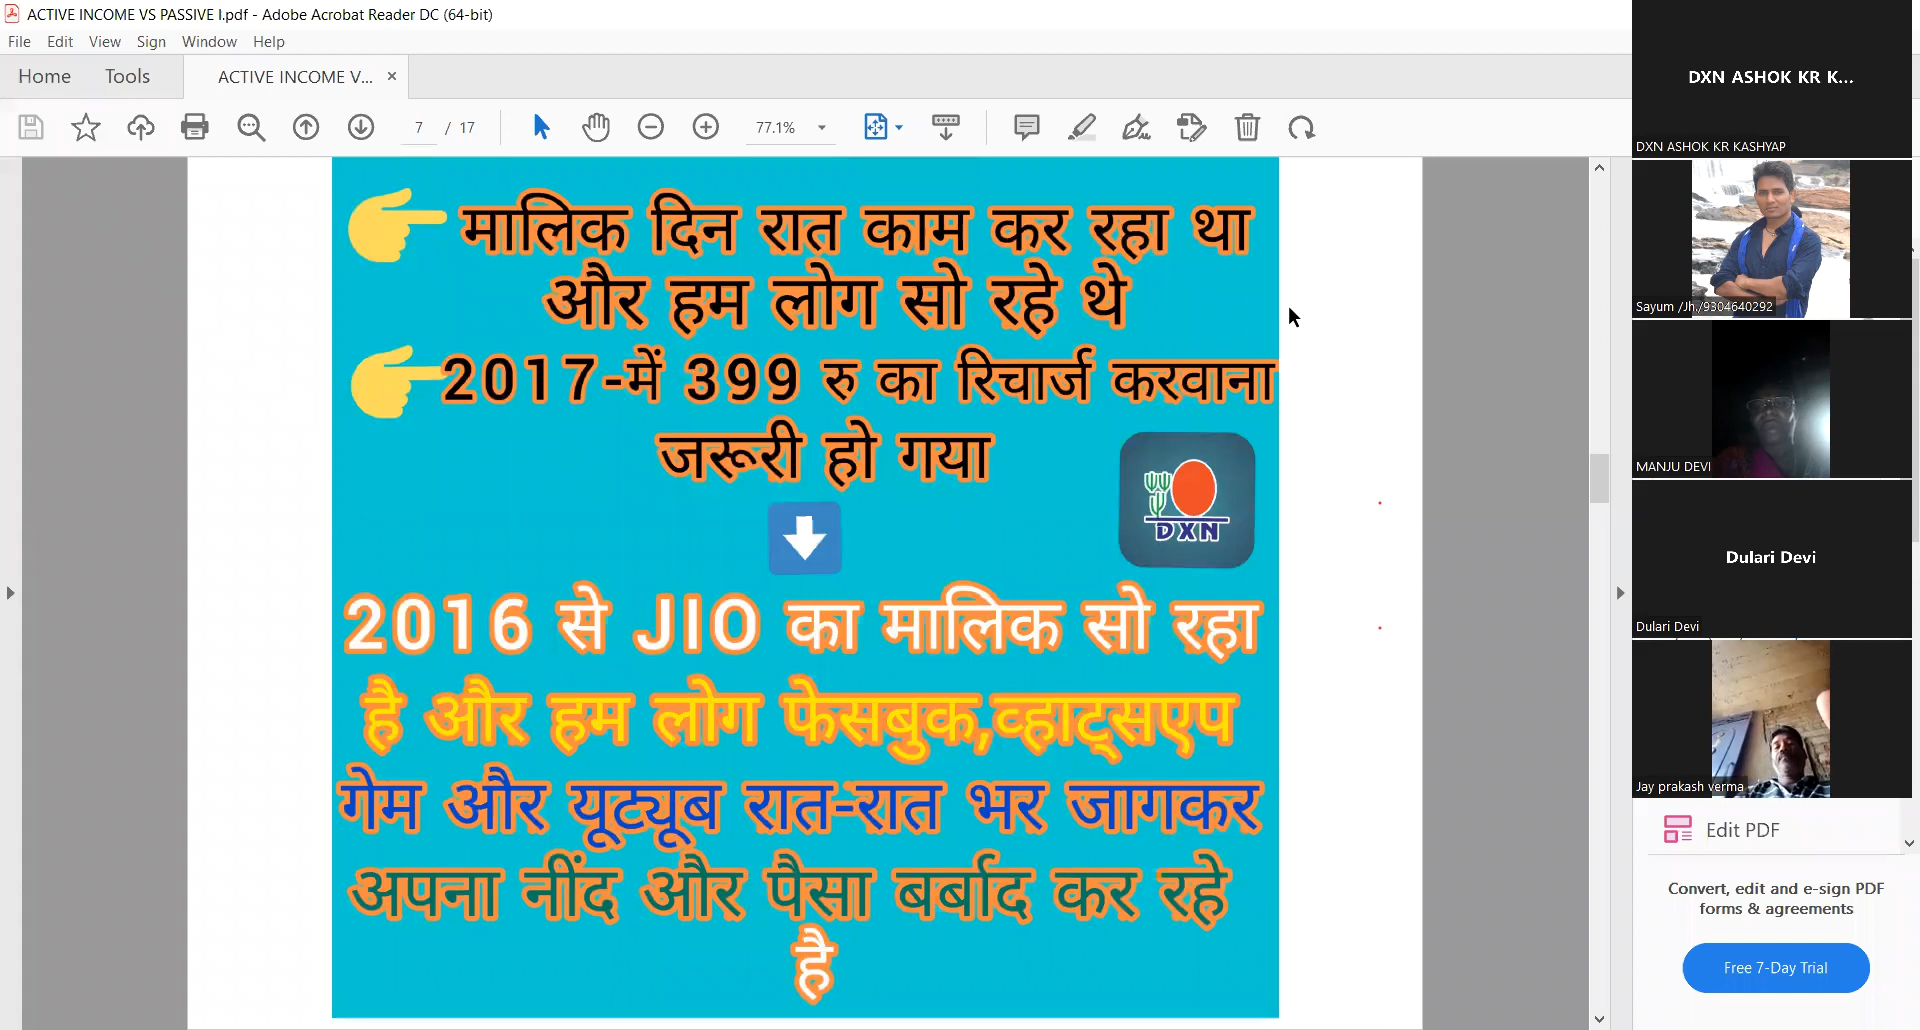 ACTIVE INCOME VS PASSIVE I.pdf - Adobe Acrobat Reader DC (64-bit)
File Edit View Sign Window Help
Home Tools ACTIVE INCOME V... ×
7 / 17 77.1%
मालिक दिन रात काम कर रहा था
और हम लोग सो रहे थे
2017-में 399 रु का रिचार्ज करवाना
जरूरी हो गया
DXN
2016 से JIO का मालिक सो रहा
है और हम लोग फेसबुक,व्हाट्सएप
गेम और यूट्यूब रात-रात भर जागकर
अपना नींद और पैसा बर्बाद कर रहे
है
DXN ASHOK KR K...
DXN ASHOK KR KASHYAP
Sayum /Jh./9304640292
MANJU DEVI
Dulari Devi
Dulari Devi
Jay prakash verma
Edit PDF
Convert, edit and e-sign PDF
forms & agreements
Free 7-Day Trial